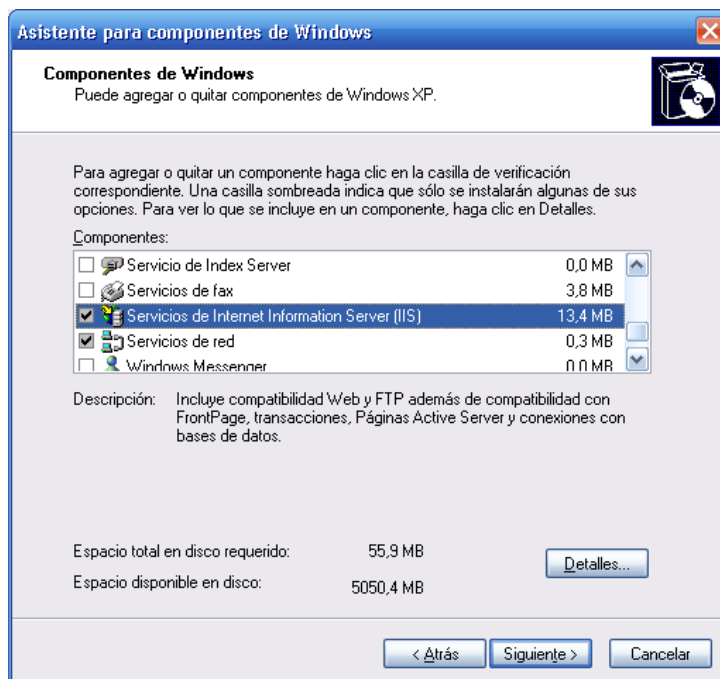 Asistente para componentes de Windows
Componentes de Windows
Puede agregar o quitar componentes de Windows XP.
Para agregar o quitar un componente haga clic en la casilla de verificación
correspondiente. Una casilla sombreada indica que sólo se instalarán algunas de sus
opciones. Para ver lo que se incluye en un componente, haga clic en Detalles.
Componentes:
Servicio de Index Server 0,0 MB
Servicios de fax 3,8 MB
Servicios de Internet Information Server (IIS) 13,4 MB
Servicios de red 0,3 MB
Windows Messenger 0,0 MB
Descripción: Incluye compatibilidad Web y FTP además de compatibilidad con
FrontPage, transacciones, Páginas Active Server y conexiones con
bases de datos.
Espacio total en disco requerido: 55,9 MB
Espacio disponible en disco: 5050,4 MB
Detalles...
< Atrás Siguiente > Cancelar